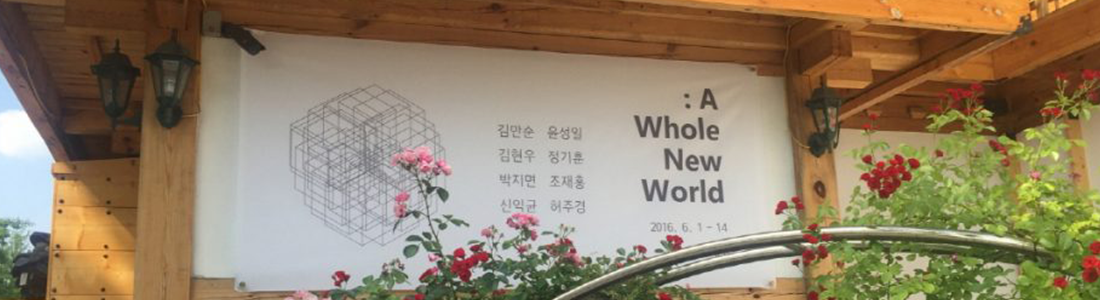 김만순 윤성일
김현우 정기훈
박지면 조재홍
신익균 허주경
: A
Whole
New
World
2016. 6. 1 - 14